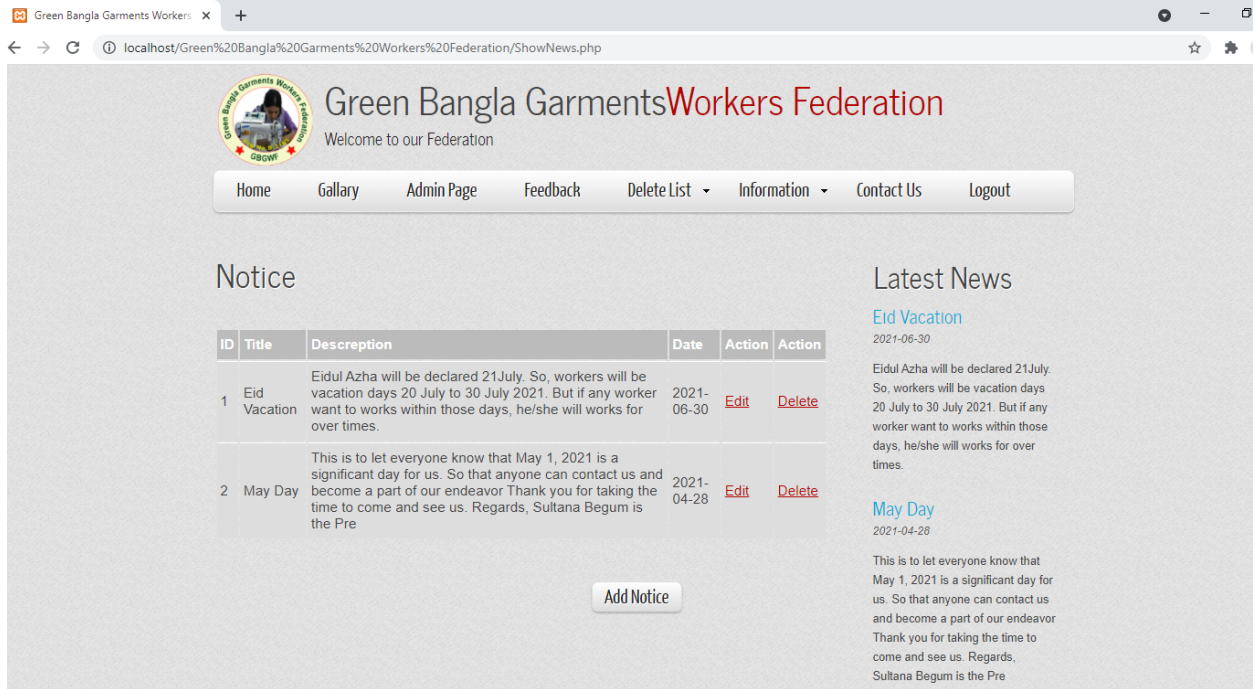 Green Bangla Garments Workers
localhost/Green%20Bangla%20Garments%20Workers%20Federation/ShowNews.php
Green Bangla Garments Workers Federation
GBGWF
Green Bangla GarmentsWorkers Federation
Welcome to our Federation
Home Gallary Admin Page Feedback Delete List Information Contact Us Logout
Notice
ID Title Descreption Date Action Action
1 Eid Vacation Eidul Azha will be declared 21July. So, workers will be
vacation days 20 July to 30 July 2021. But if any worker
want to works within those days, he/she will works for
over times. 2021-06-30 Edit Delete
2 May Day This is to let everyone know that May 1, 2021 is a
significant day for us. So that anyone can contact us and
become a part of our endeavor Thank you for taking the
time to come and see us. Regards, Sultana Begum is
the Pre 2021-04-28 Edit Delete
Add Notice
Latest News
Eid Vacation
2021-06-30
Eidul Azha will be declared 21July.
So, workers will be vacation days
20 July to 30 July 2021. But if any
worker want to works within those
days, he/she will works for over
times.
May Day
2021-04-28
This is to let everyone know that
May 1, 2021 is a significant day for
us. So that anyone can contact us
and become a part of our endeavor
Thank you for taking the time to
come and see us. Regards,
Sultana Begum is the Pre